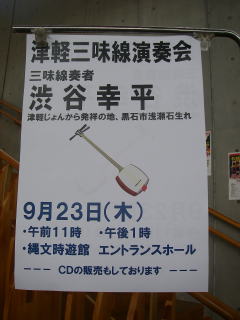 津軽三味線演奏会
三味線奏者
渋谷幸平
津軽じょんから発祥の地、黒石市浅瀬石生れ
9月23日(木)
・午前11時 ・午後1時
・縄文時遊館 エントランスホール
--- CDの販売もしております ---